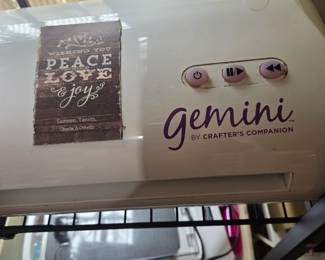 WISHING YOU
PEACE
LOVE
& joy
gemini
BY CRAFTER'S COMPANION